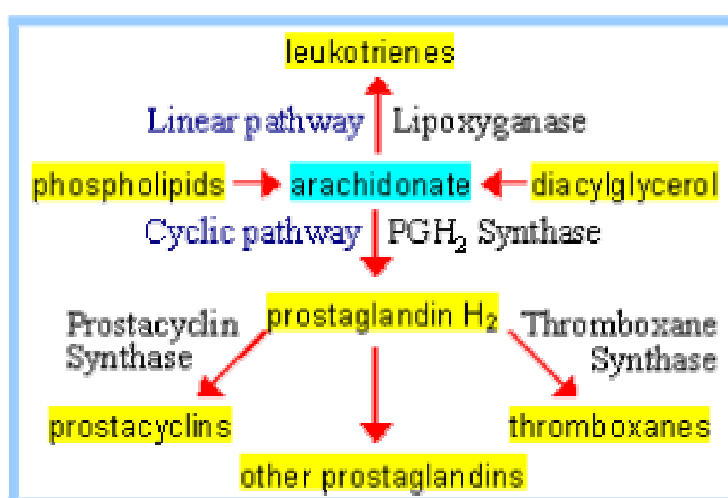 leukotrienes
Linear pathway Lipoxyganase
phospholipids arachidonate diacylglycerol
Cyclic pathway PGH₂ Synthase
Prostacyclin prostaglandin H₂ Thromboxane
Synthase Synthase
prostacyclins thromboxanes
other prostaglandins